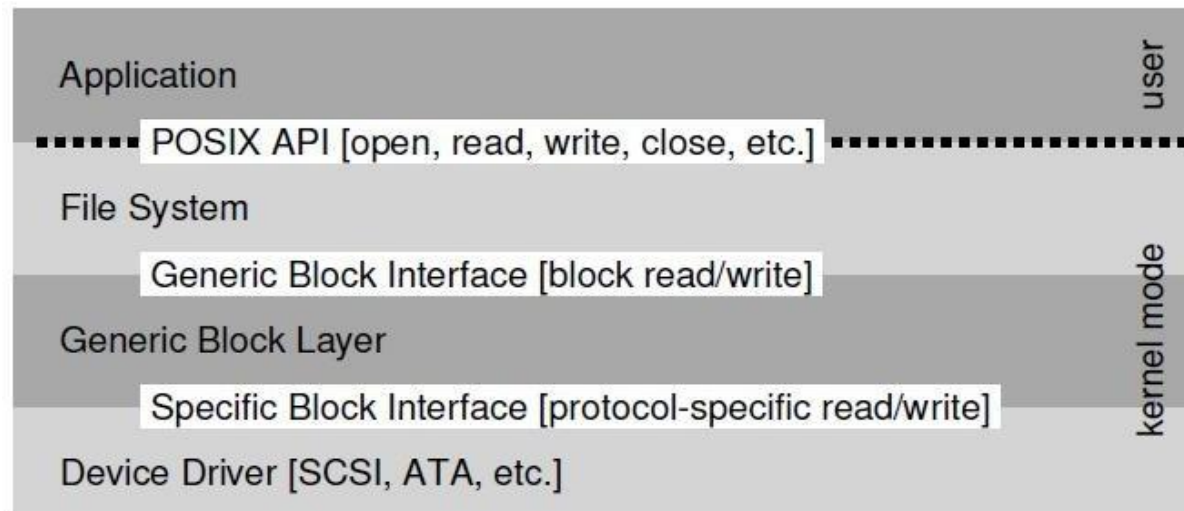 Application
user
POSIX API [open, read, write, close, etc.]
File System
Generic Block Interface [block read/write]
Generic Block Layer
kernel mode
Specific Block Interface [protocol-specific read/write]
Device Driver [SCSI, ATA, etc.]